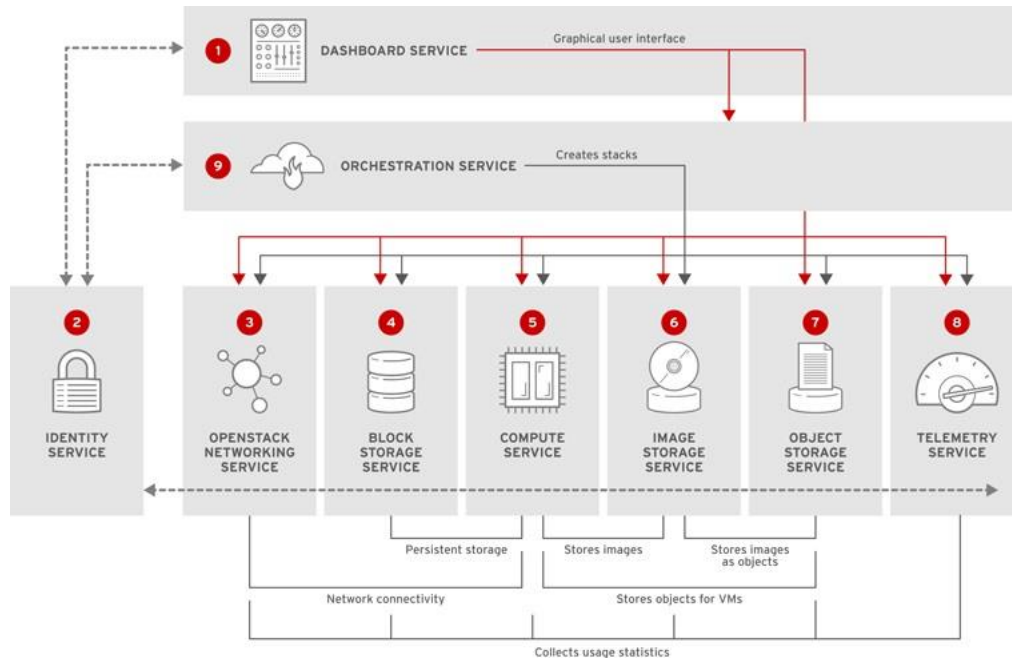 1
DASHBOARD SERVICE
Graphical user interface
9
ORCHESTRATION SERVICE
Creates stacks
2
IDENTITY
SERVICE
3
OPENSTACK
NETWORKING
SERVICE
4
BLOCK
STORAGE
SERVICE
5
COMPUTE
SERVICE
6
IMAGE
STORAGE
SERVICE
7
OBJECT
STORAGE
SERVICE
8
TELEMETRY
SERVICE
Persistent storage
Stores images
Stores images
as objects
Network connectivity
Stores objects for VMs
Collects usage statistics